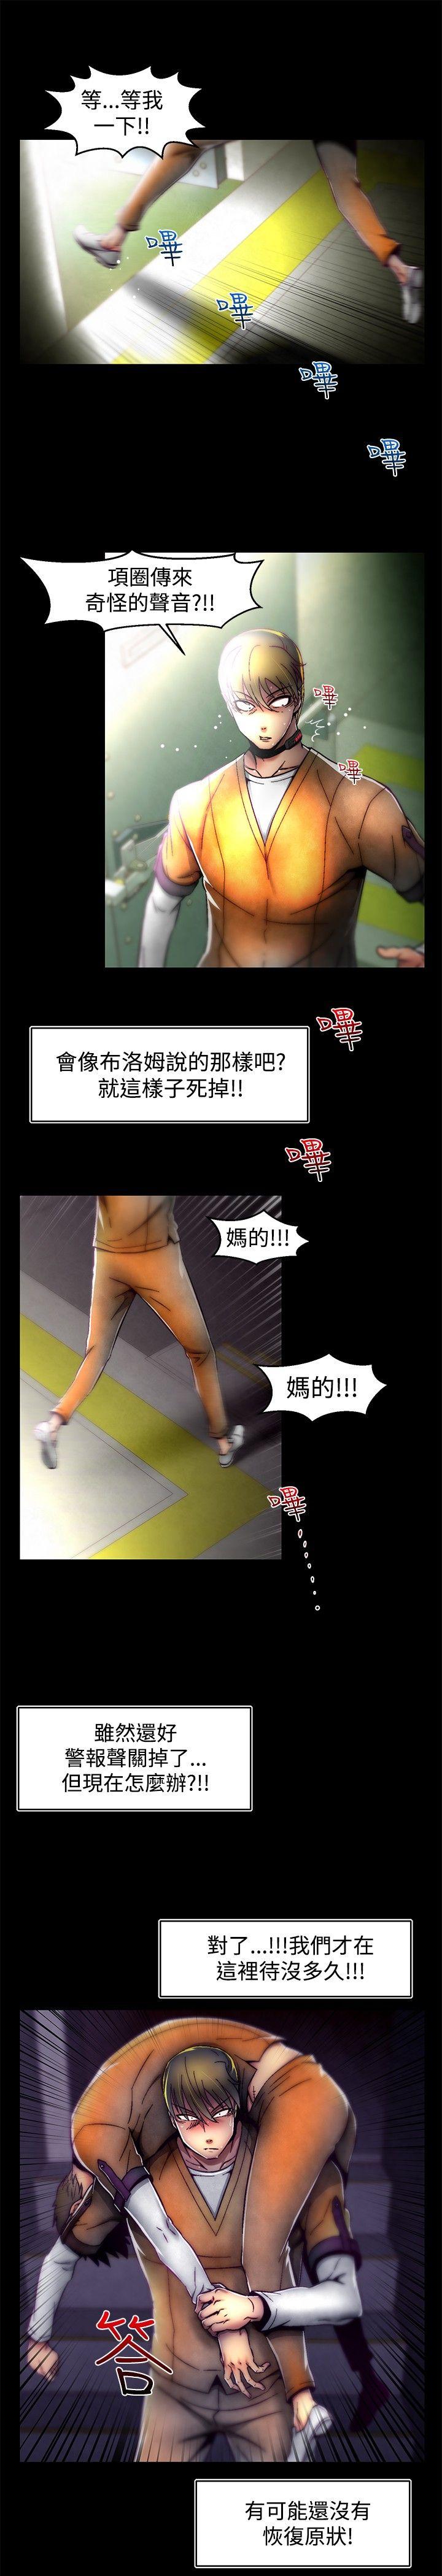 等...等我
一下!!
嗶
嗶
嗶
嗶
項圈傳來
奇怪的聲音?!!
嗶
嗶
嗶
會像布洛姆說的那樣吧?
就這樣子死掉!!
嗶
媽的!!!
媽的!!!
嗶
雖然還好
警報聲關掉了...
但現在怎麼辦?!!
對了...!!!我們才在
這裡待沒多久!!!
答
有可能還沒有
恢復原狀!